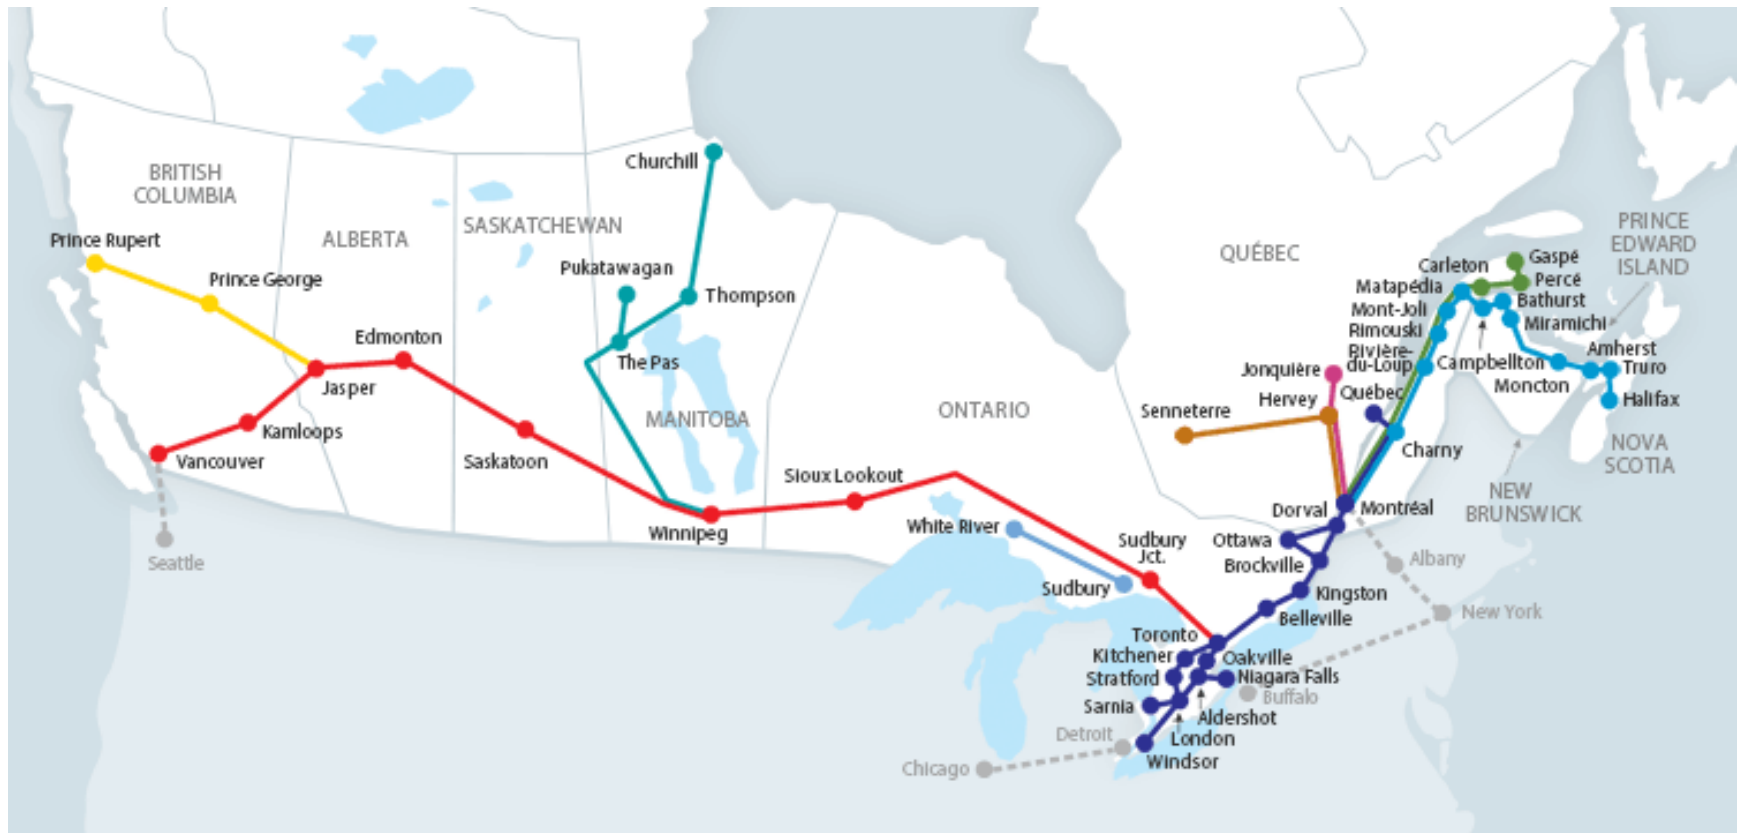 BRITISH
COLUMBIA
ALBERTA
SASKATCHEWAN
MANITOBA
ONTARIO
QUÉBEC
PRINCE
EDWARD
ISLAND
NOVA
SCOTIA
NEW
BRUNSWICK
Prince Rupert
Prince George
Edmonton
Jasper
Kamloops
Vancouver
Seattle
Saskatoon
Churchill
Pukatawagan
Thompson
The Pas
Winnipeg
Sioux Lookout
White River
Sudbury
Sudbury
Jct.
Toronto
Kitchener
Stratford
Sarnia
Oakville
Niagara Falls
Buffalo
Aldershot
London
Windsor
Detroit
Chicago
Belleville
Kingston
Brockville
Ottawa
Dorval
Montréal
Albany
New York
Senneterre
Hervey
Jonquière
Québec
Charny
Rivière-
du-Loup
Rimouski
Mont-Joli
Matapédia
Carleton
Gaspé
Percé
Bathurst
Miramichi
Campbellton
Moncton
Amherst
Truro
Halifax